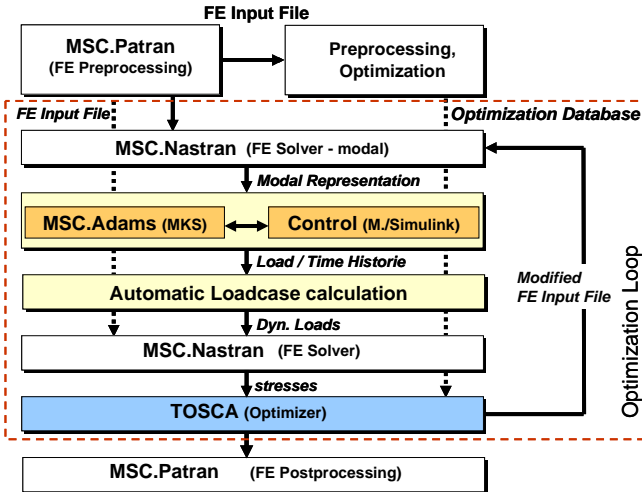 FE Input File
MSC.Patran
(FE Preprocessing)
Preprocessing,
Optimization
FE Input File
Optimization Database
MSC.Nastran (FE Solver - modal)
Modal Representation
MSC.Adams (MKS)
Control (M./Simulink)
Load / Time Historie
Modified
FE Input File
Automatic Loadcase calculation
Dyn. Loads
MSC.Nastran (FE Solver)
Optimization Loop
stresses
TOSCA (Optimizer)
MSC.Patran (FE Postprocessing)